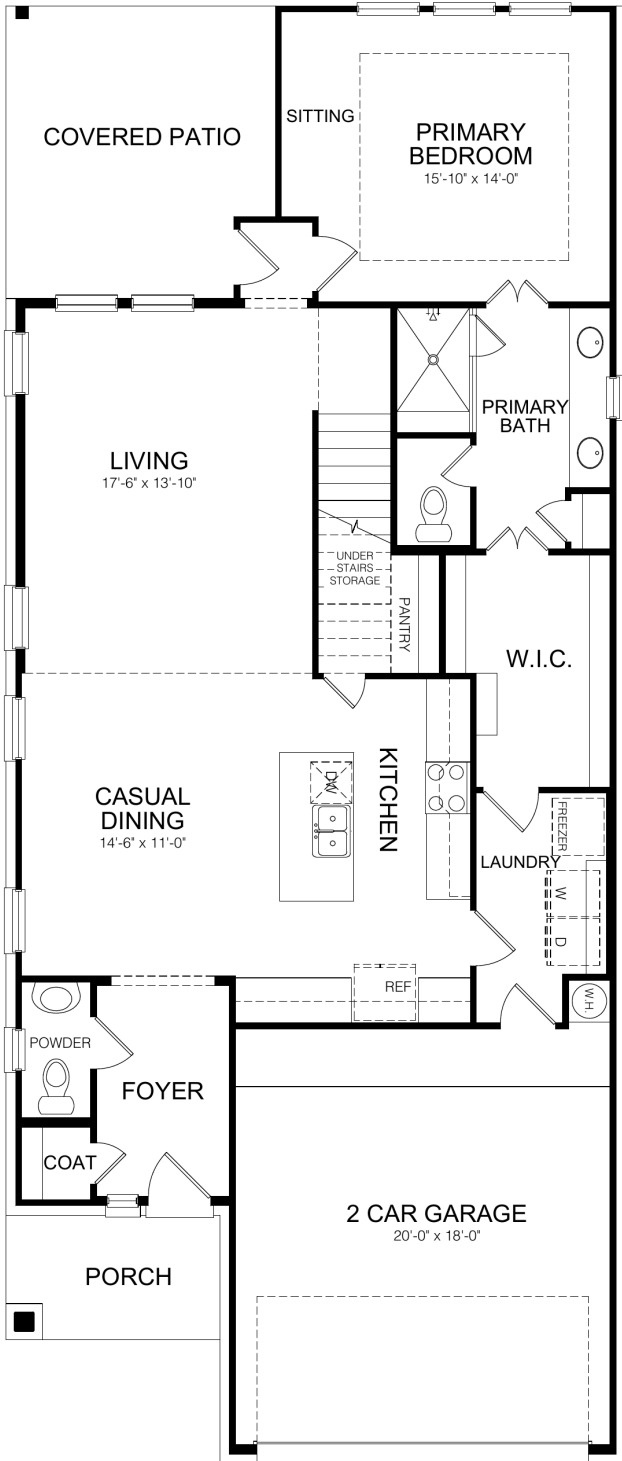 COVERED PATIO
SITTING
PRIMARY
BEDROOM
15'-10" x 14'-0"
PRIMARY
BATH
LIVING
17'-6" x 13'-10"
UNDER
STAIRS
STORAGE
PANTRY
W.I.C.
KITCHEN
DW
CASUAL
DINING
14'-6" x 11'-0"
FREEZER
LAUNDRY
W
D
REF
W.H.
POWDER
FOYER
COAT
2 CAR GARAGE
20'-0" x 18'-0"
PORCH